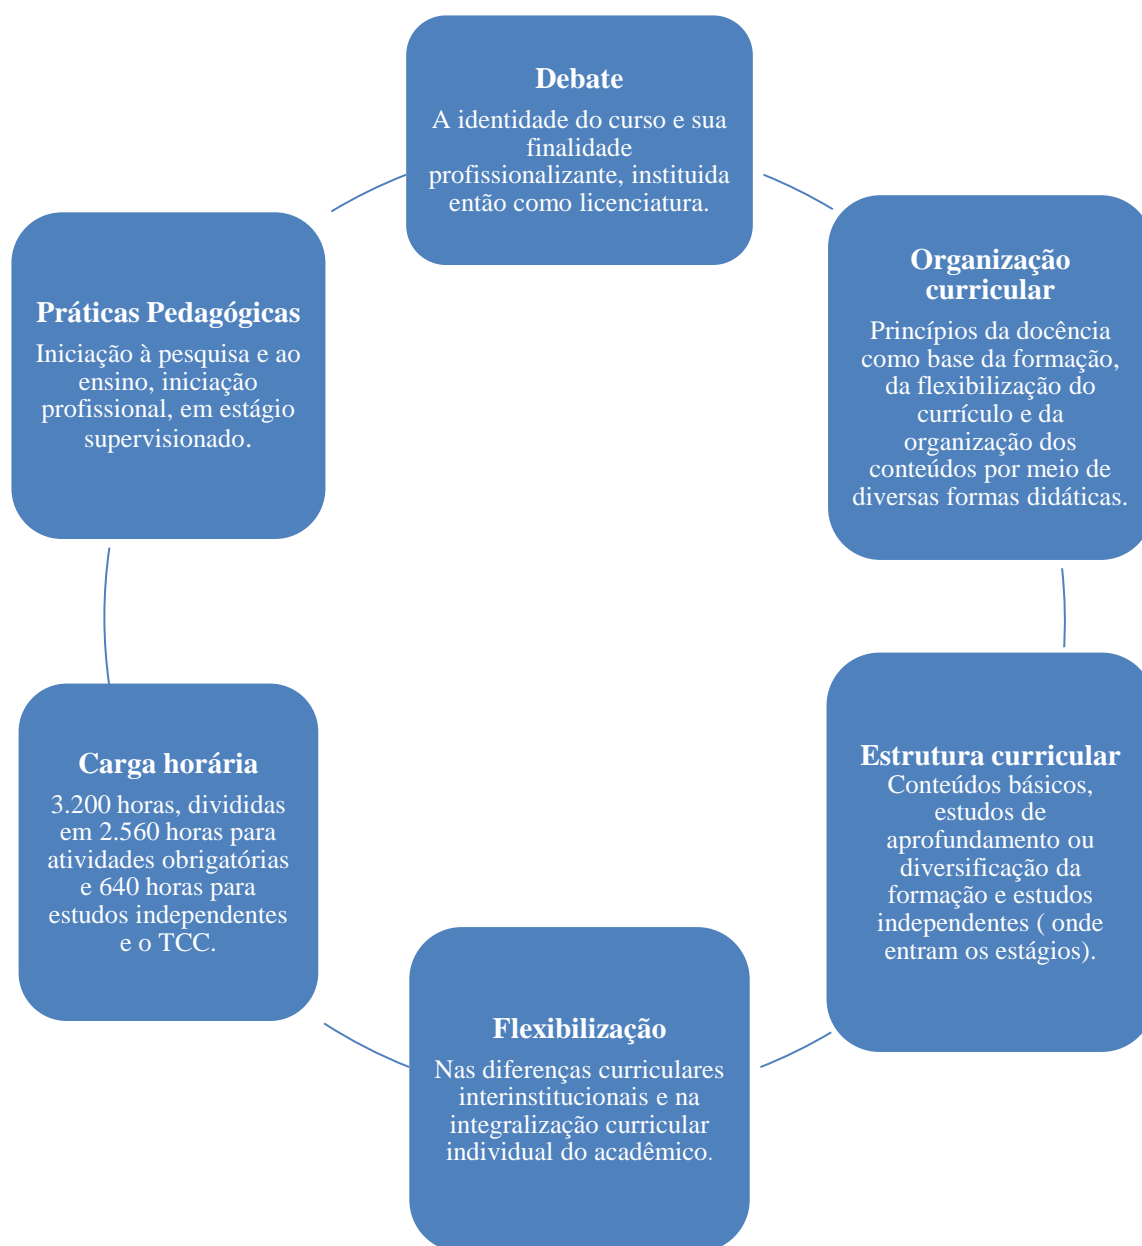 Debate
A identidade do curso e sua
finalidade
profissionalizante, instituida
então como licenciatura.
Organização
curricular
Princípios da docência
como base da formação,
da flexibilização do
currículo e da
organização dos
conteúdos por meio de
diversas formas didáticas.
Estrutura curricular
Conteúdos básicos,
estudos de
aprofundamento ou
diversificação da
formação e estudos
independentes ( onde
entram os estágios).
Flexibilização
Nas diferenças curriculares
interinstitucionais e na
integralização curricular
individual do acadêmico.
Carga horária
3.200 horas, divididas
em 2.560 horas para
atividades obrigatórias
e 640 horas para
estudos independentes
e o TCC.
Práticas Pedagógicas
Iniciação à pesquisa e ao
ensino, iniciação
profissional, em estágio
supervisionado.